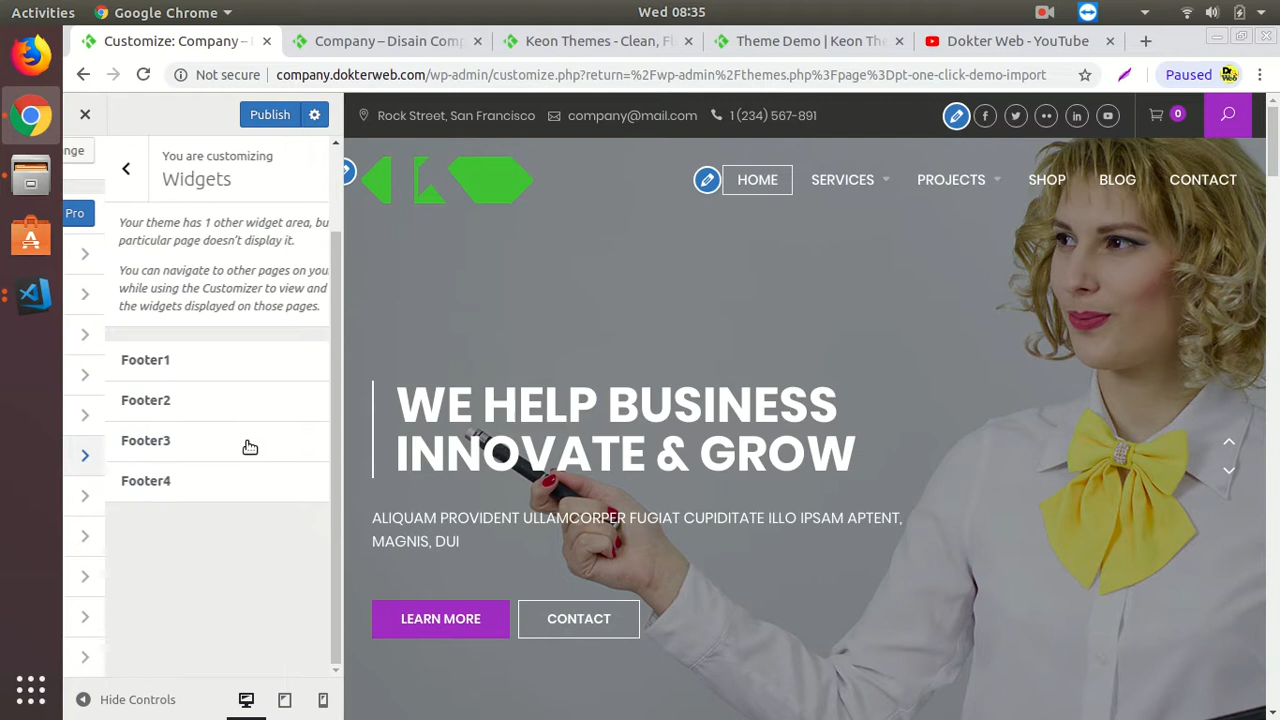 Activities
Google Chrome
Wed 08:35
Customize: Company –
Company – Disain Com
Keon Themes - Clean, Fl
Theme Demo | Keon The
Dokter Web - YouTube
Not secure
company.dokterweb.com/wp-admin/customize.php?return=%2Fwp-admin%2Fthemes.php%3Fpage%3Dpt-one-click-demo-import
Paused
Publish
nge
You are customizing
Widgets
Pro
Your theme has 1 other widget area, bu
particular page doesn't display it.
You can navigate to other pages on you
while using the Customizer to view and
the widgets displayed on those pages.
Footer1
Footer2
Footer3
Footer4
Hide Controls
Rock Street, San Francisco
company@mail.com
1 (234) 567-891
0
HOME
SERVICES
PROJECTS
SHOP
BLOG
CONTACT
WE HELP BUSINESS
INNOVATE & GROW
ALIQUAM PROVIDENT ULLAMCORPER FUGIAT CUPIDITATE ILLO IPSAM APTENT,
MAGNIS, DUI
LEARN MORE
CONTACT